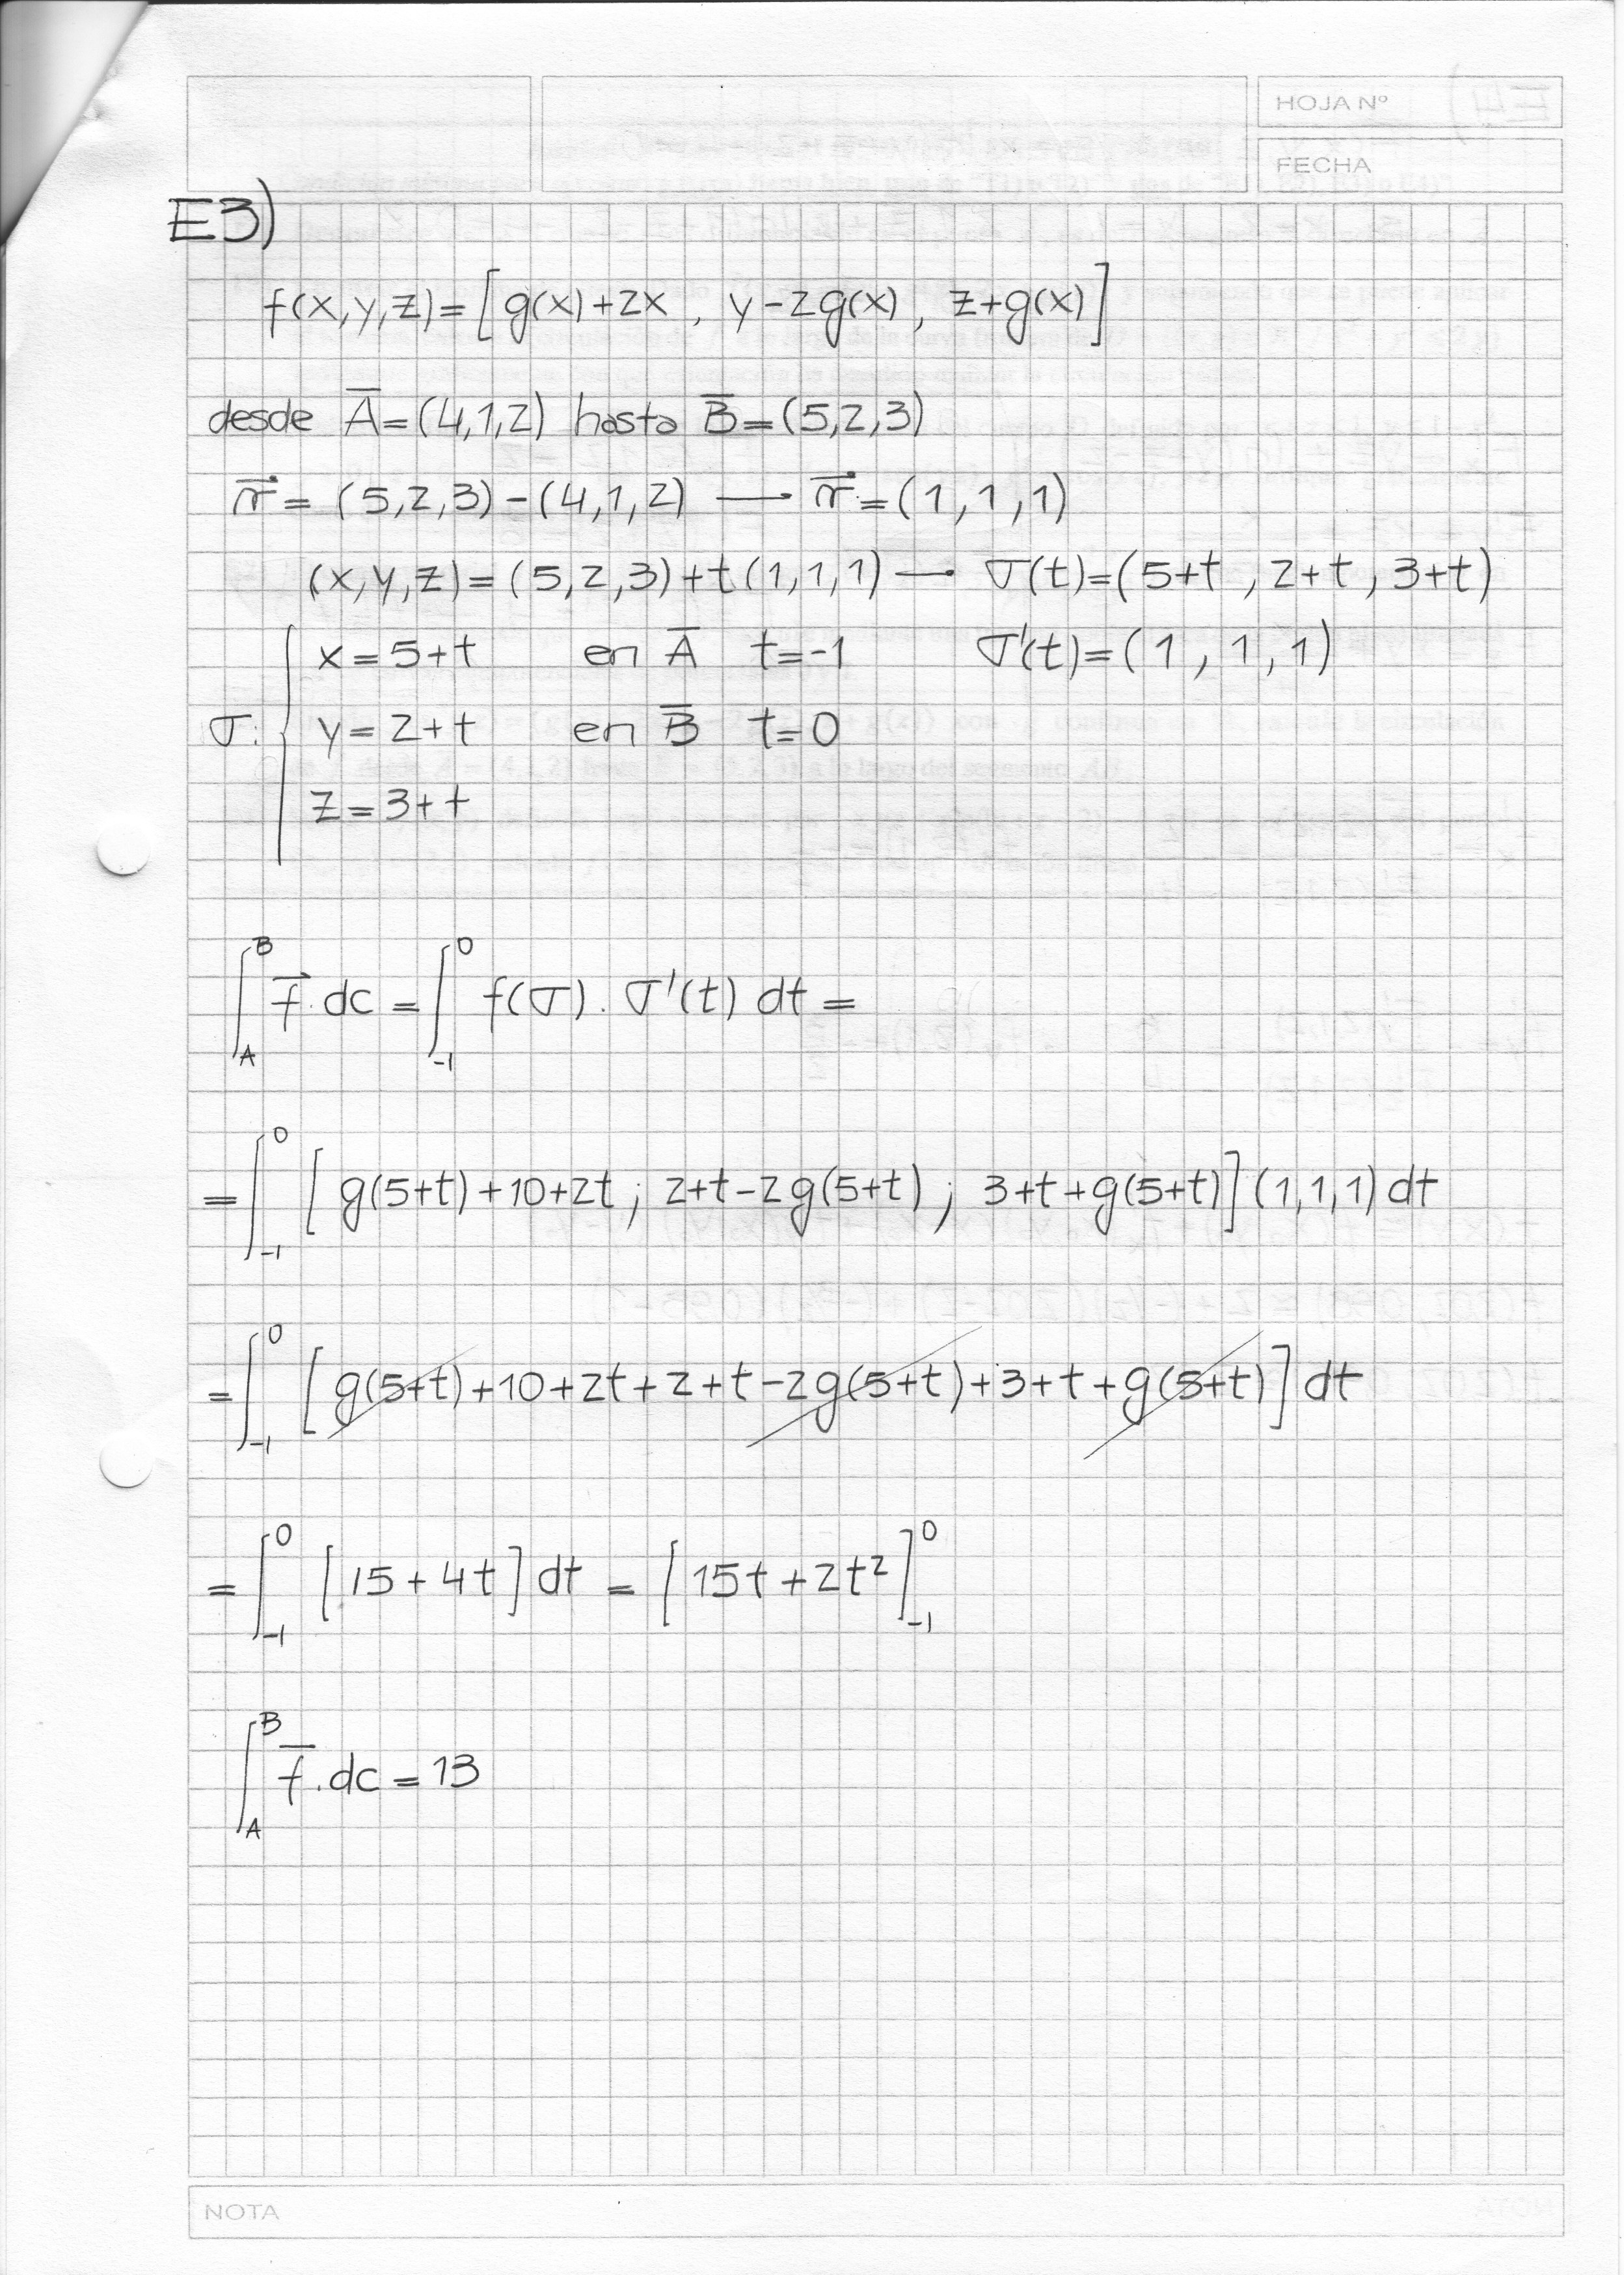 HOJA Nº
FECHA
E3)
f(x,y,z)=[g(x)+2x , y-2g(x) , z+g(x)]
desde A̅=(4,1,2) hasta B̅=(5,2,3)
r⃗=(5,2,3)-(4,1,2) → r⃗=(1,1,1)
(x,y,z)=(5,2,3)+t(1,1,1) → σ(t)=(5+t , 2+t , 3+t)
x=5+t en A̅ t=-1 σ'(t)=(1, 1, 1)
σ: { y=2+t en B̅ t=0
z=3+t
∫_A^B f⃗·dc = ∫_-1^0 f(σ).σ'(t) dt =
= ∫_-1^0 [g(5+t)+10+2t ; 2+t-2g(5+t) ; 3+t+g(5+t)](1,1,1)dt
= ∫_-1^0 [g(5+t)+10+2t+2+t-2g(5+t)+3+t+g(5+t)]dt
= ∫_-1^0 [15+4t]dt = [15t+2t²]_-1^0
∫_A^B f̅.dc = 13
NOTA